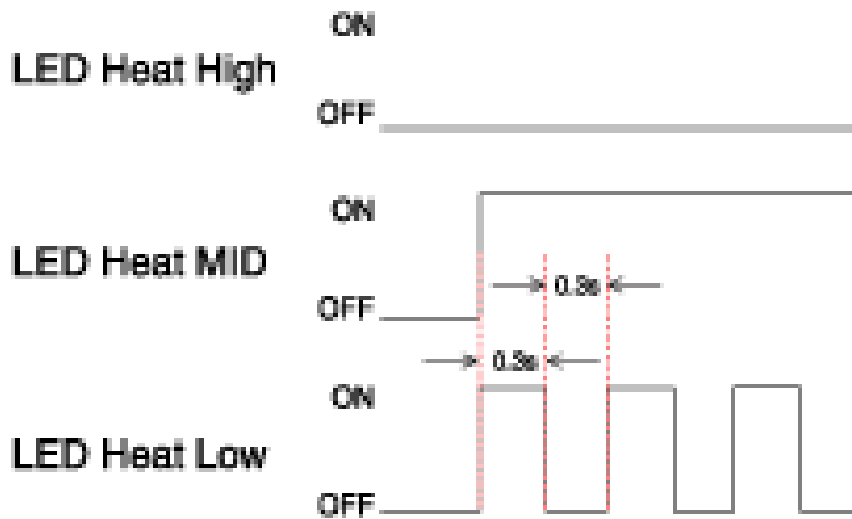 ON
LED Heat High
OFF
ON
LED Heat MID
0.3s
OFF
0.3s
ON
LED Heat Low
OFF